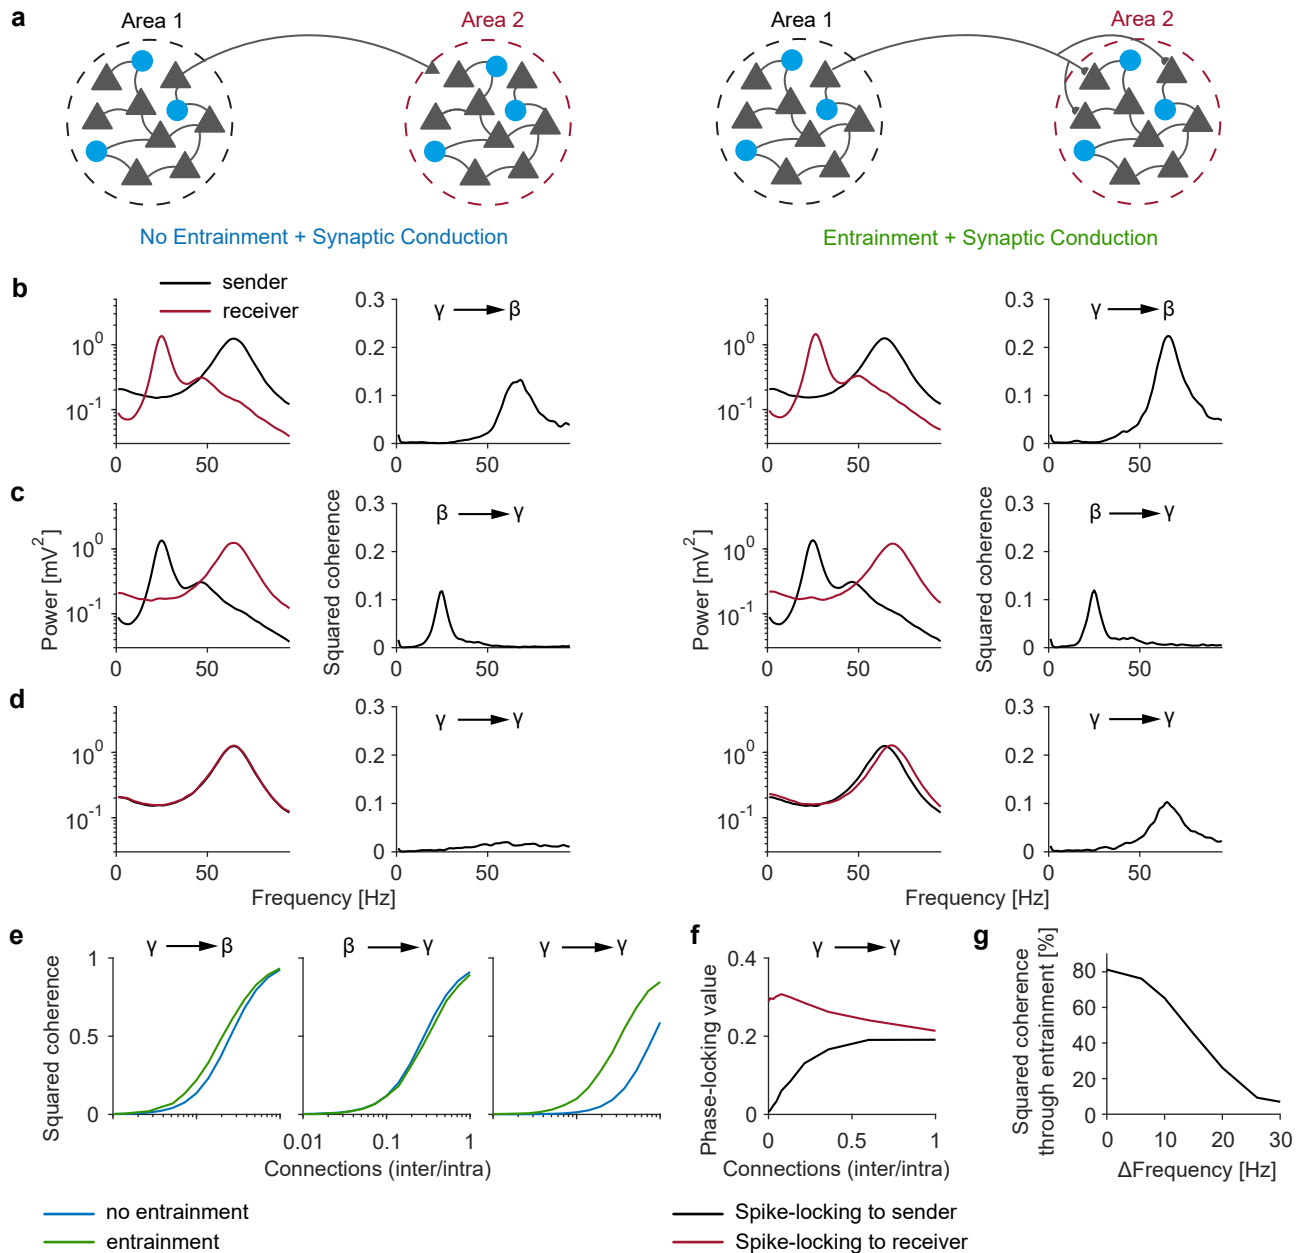 a
Area 1
Area 2
Area 1
Area 2
No Entrainment + Synaptic Conduction
Entrainment + Synaptic Conduction
b
sender
receiver
10^0
10^-1
0
50
0.3
0.2
0.1
0
0
50
γ → β
10^0
10^-1
0
50
0.3
0.2
0.1
0
0
50
γ → β
c
Power [mV^2]
10^0
10^-1
0
50
Squared coherence
0.3
0.2
0.1
0
0
50
β → γ
Power [mV^2]
10^0
10^-1
0
50
Squared coherence
0.3
0.2
0.1
0
0
50
β → γ
d
10^0
10^-1
0
50
0.3
0.2
0.1
0
0
50
γ → γ
Frequency [Hz]
10^0
10^-1
0
50
0.3
0.2
0.1
0
0
50
γ → γ
Frequency [Hz]
e
γ → β
β → γ
γ → γ
Squared coherence
1
0.5
0
0.01
0.1
1
Connections (inter/intra)
no entrainment
entrainment
f
γ → γ
Phase-locking value
0.4
0.2
0
0
0.5
1
Connections (inter/intra)
Spike-locking to sender
Spike-locking to receiver
g
Squared coherence
through entrainment [%]
80
60
40
20
0
0
10
20
30
ΔFrequency [Hz]